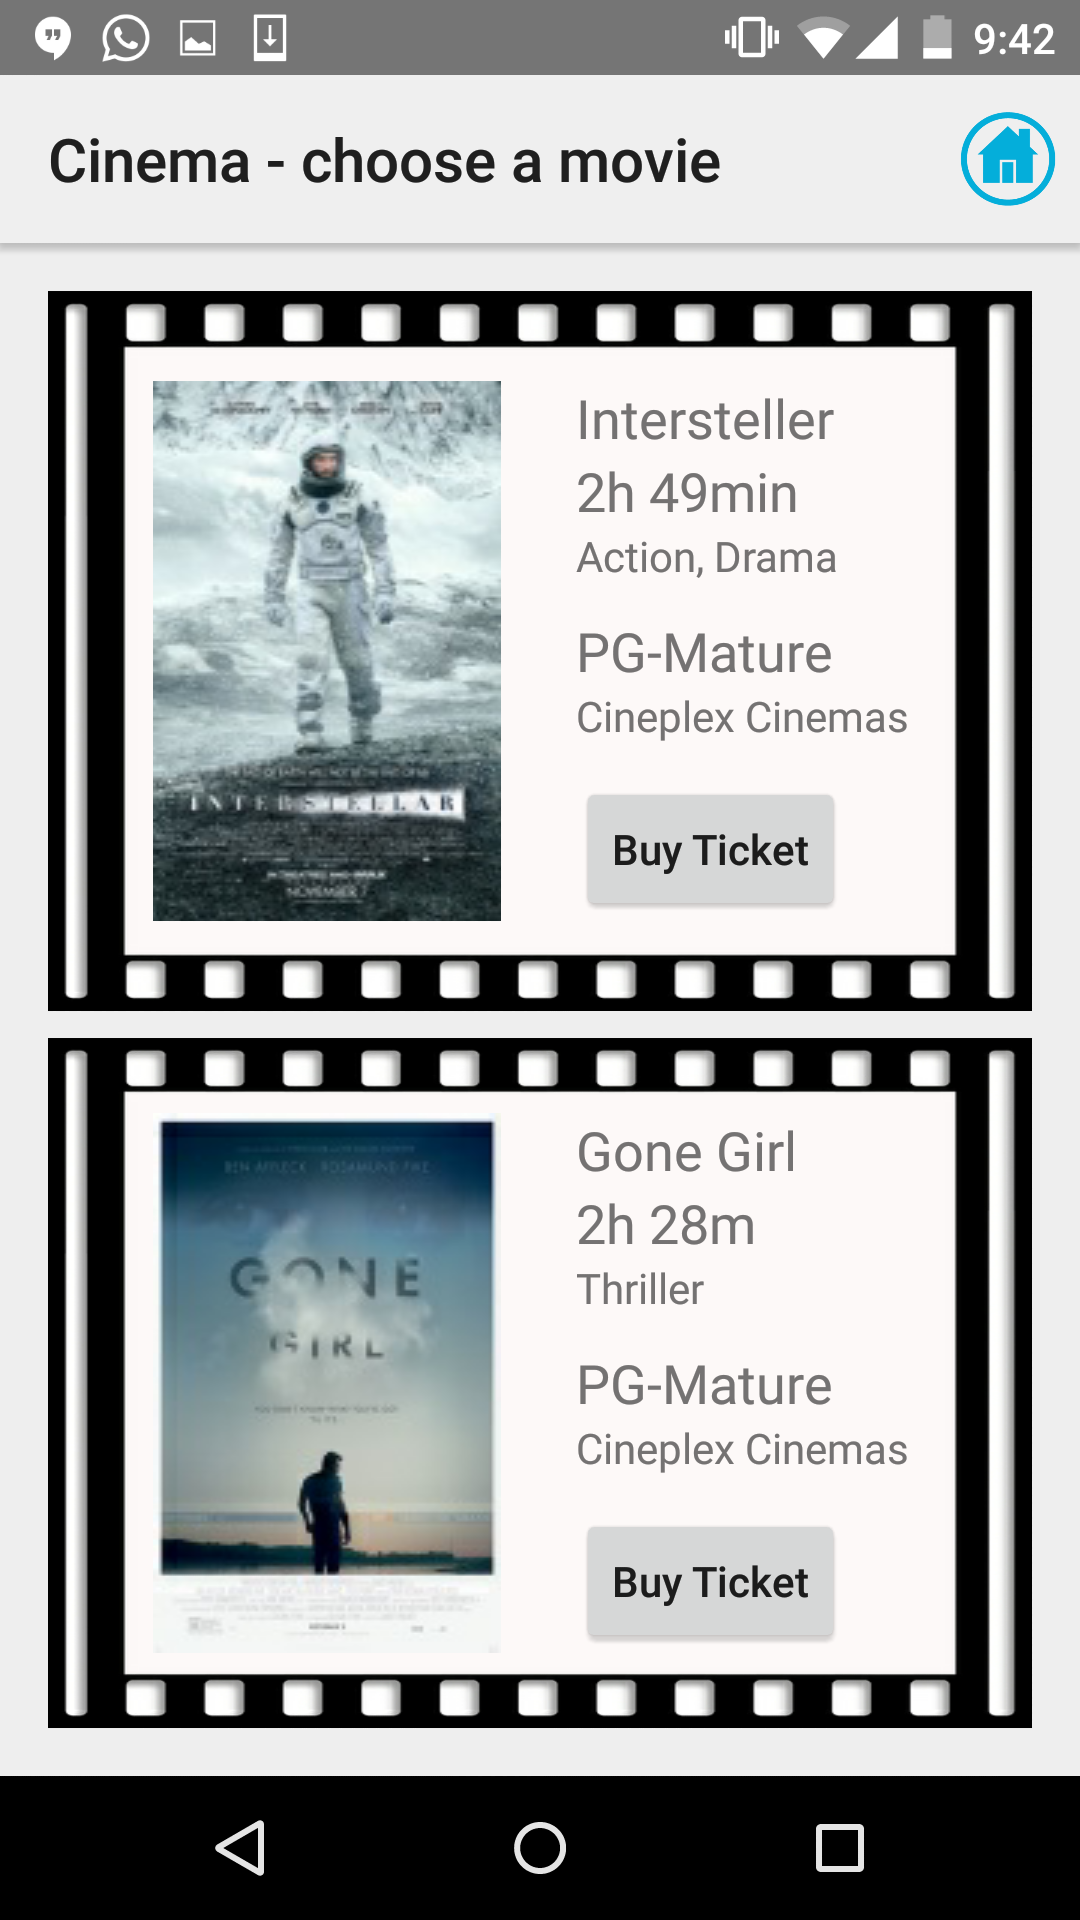 9:42
Cinema - choose a movie
Intersteller
2h 49min
Action, Drama
PG-Mature
Cineplex Cinemas
INTERSTELLAR
NOVEMBER 7
Buy Ticket
BEN AFFLECK ROSAMUND PIKE
GONE
GIRL
Gone Girl
2h 28m
Thriller
PG-Mature
Cineplex Cinemas
Buy Ticket